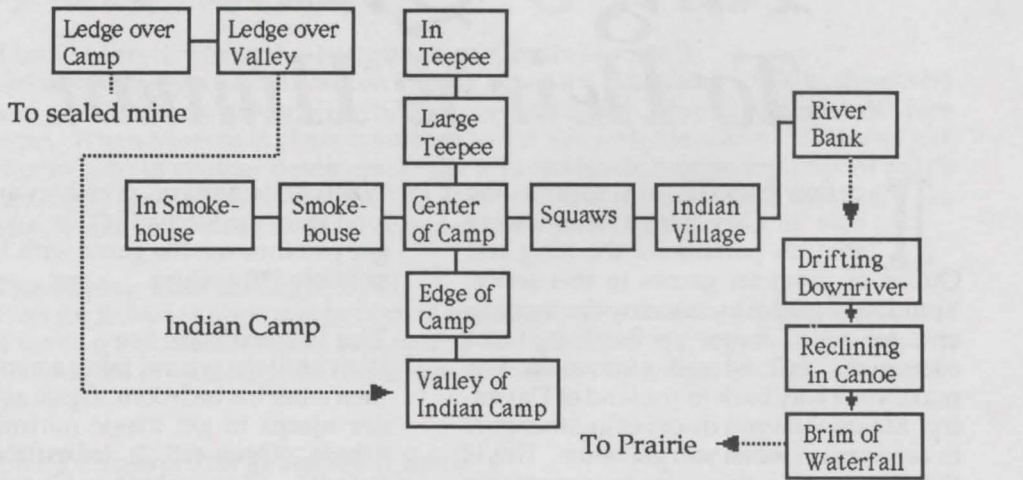 Ledge over
Camp
Ledge over
Valley
In
Teepee
To sealed mine
Large
Teepee
River
Bank
In Smoke-
house
Smoke-
house
Center
of Camp
Squaws
Indian
Village
Drifting
Downriver
Edge of
Camp
Indian Camp
Reclining
in Canoe
Valley of
Indian Camp
To Prairie
Brim of
Waterfall